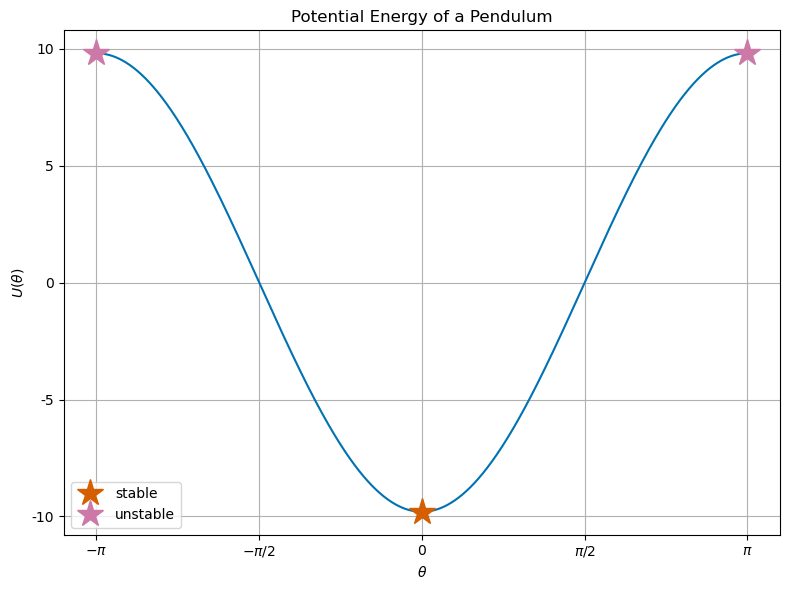 Potential Energy of a Pendulum
10
5
0
-5
-10
U(θ)
stable
unstable
−π
−π/2
0
π/2
π
θ